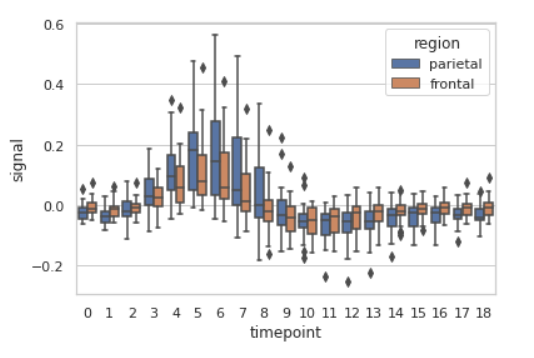 0.6
region
parietal
frontal
0.4
0.2
0.0
−0.2
signal
0 1 2 3 4 5 6 7 8 9 10 11 12 13 14 15 16 17 18
timepoint